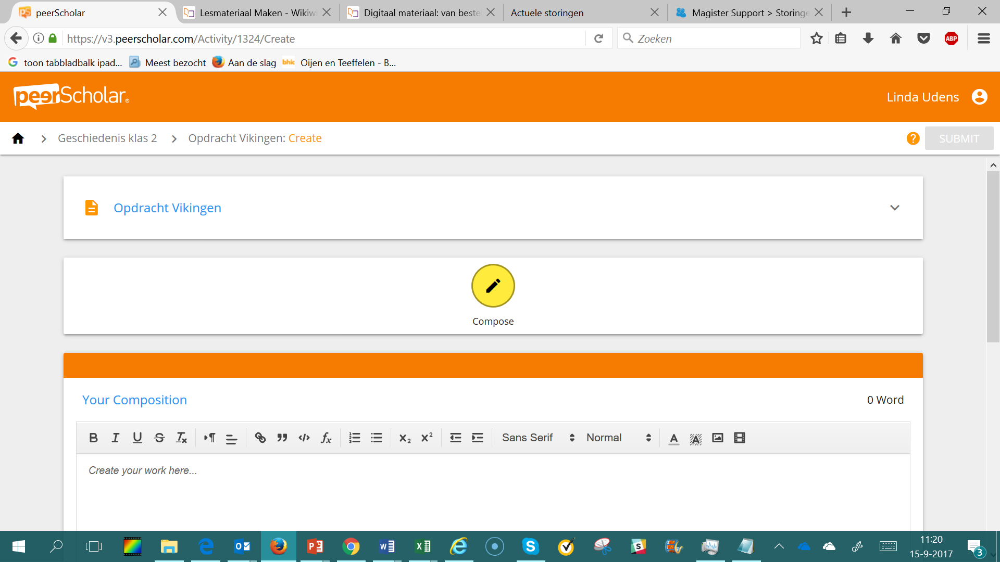 peerScholar
Lesmateriaal Maken - Wikiwi
Digitaal materiaal: van beste
Actuele storingen
Magister Support > Storinge
https://v3.peerscholar.com/Activity/1324/Create
Zoeken
ABP
toon tabbladbalk ipad...
Meest bezocht
Aan de slag
bhic
Oijen en Teeffelen - B...
peerScholar®
Linda Udens
Geschiedenis klas 2
Opdracht Vikingen: Create
?
SUBMIT
Opdracht Vikingen
Compose
Your Composition
0 Word
Sans Serif
Normal
Create your work here...
11:20
15-9-2017
3